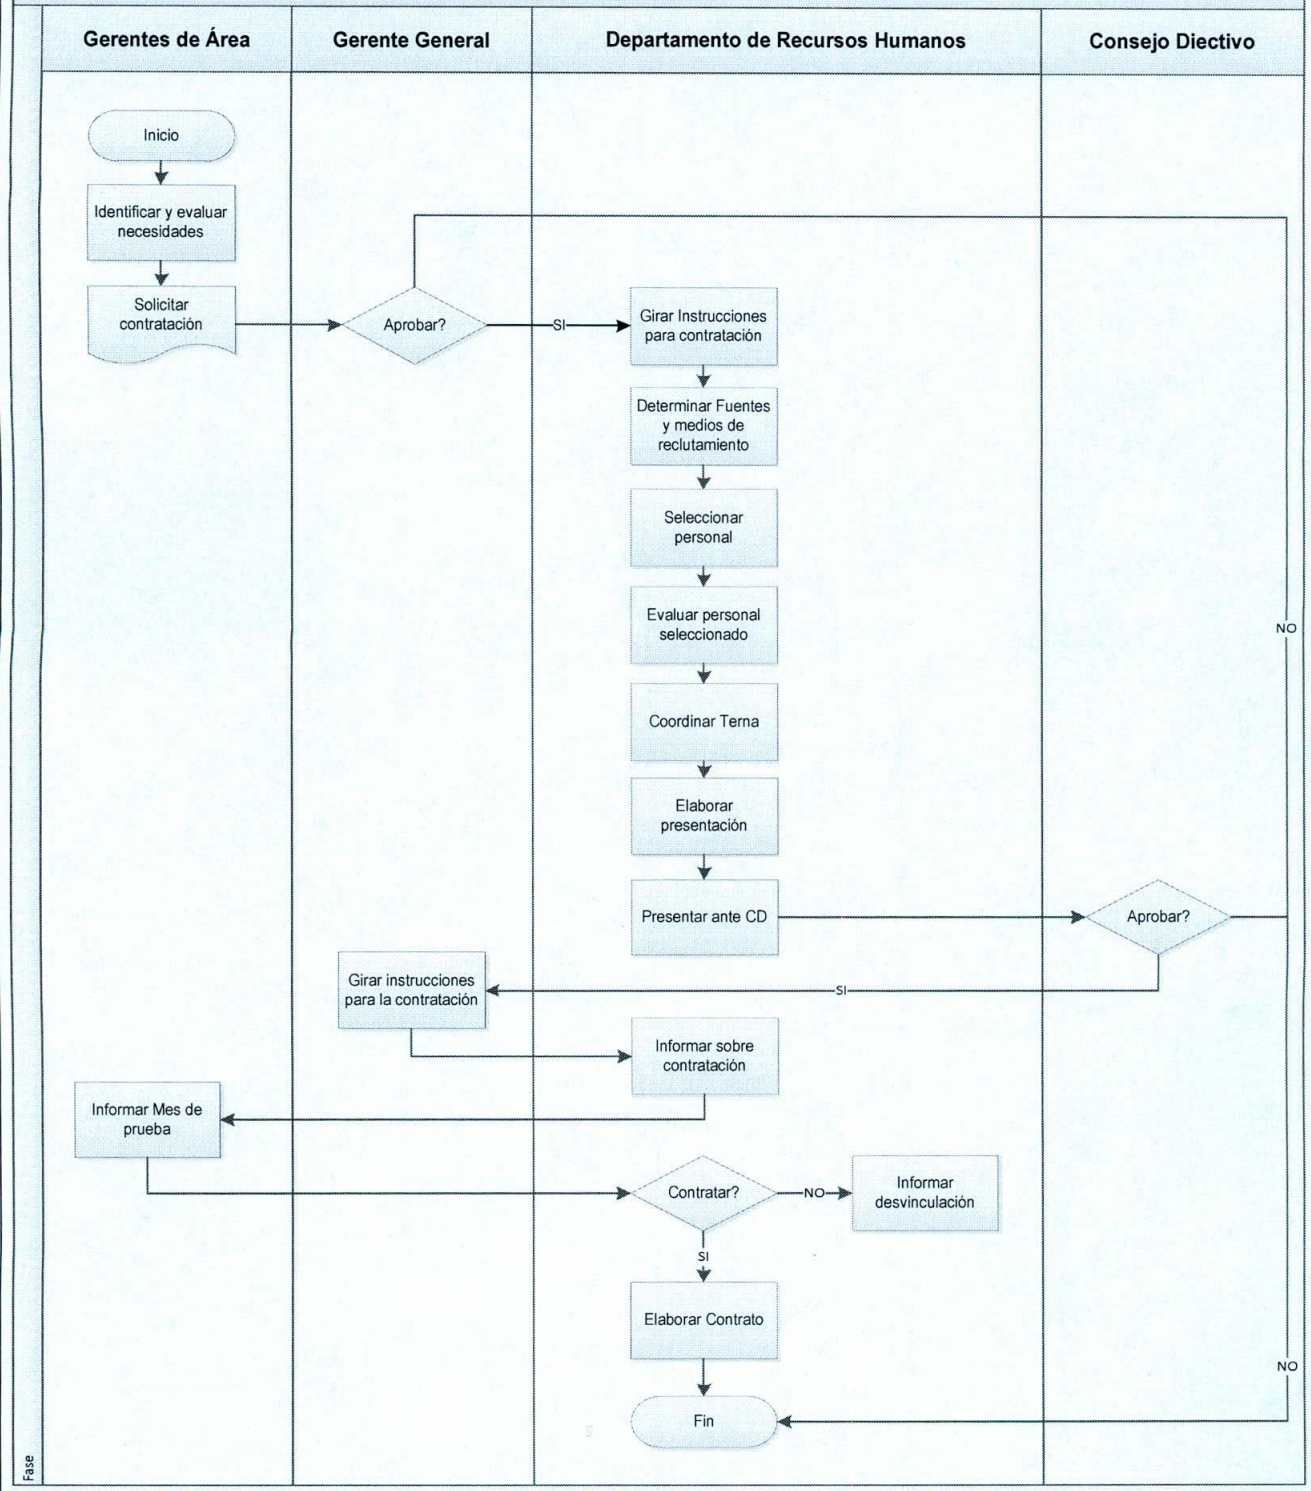 Gerentes de Área
Gerente General
Departamento de Recursos Humanos
Consejo Diectivo
Inicio
Identificar y evaluar
necesidades
Solicitar
contratación
Aprobar?
SI
Girar Instrucciones
para contratación
Determinar Fuentes
y medios de
reclutamiento
Seleccionar
personal
Evaluar personal
seleccionado
NO
Coordinar Terna
Elaborar
presentación
Presentar ante CD
Aprobar?
SI
Girar instrucciones
para la contratación
Informar sobre
contratación
Informar Mes de
prueba
Contratar?
NO
Informar
desvinculación
SI
Elaborar Contrato
NO
Fin
Fase